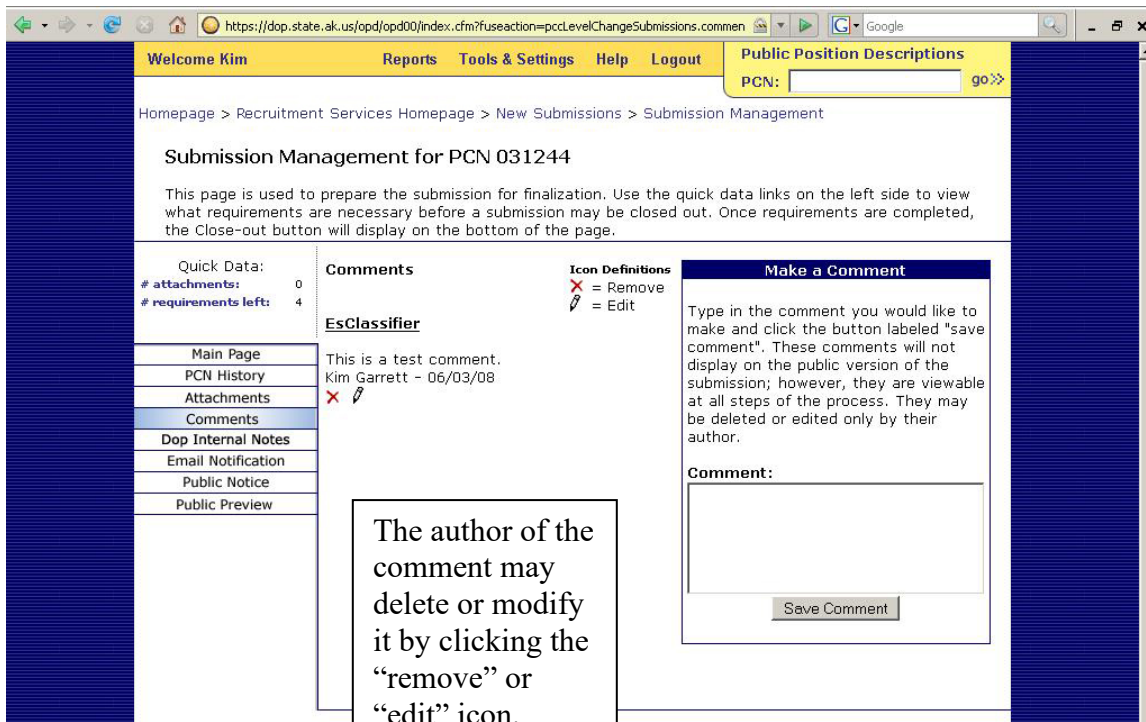 https://dop.state.ak.us/opd/opd00/index.cfm?fuseaction=pccLevelChangeSubmissions.commen
G Google
Welcome Kim Reports Tools & Settings Help Logout
Public Position Descriptions
PCN: go»
Homepage > Recruitment Services Homepage > New Submissions > Submission Management
Submission Management for PCN 031244
This page is used to prepare the submission for finalization. Use the quick data links on the left side to view
what requirements are necessary before a submission may be closed out. Once requirements are completed,
the Close-out button will display on the bottom of the page.
Quick Data:
# attachments: 0
# requirements left: 4
Main Page
PCN History
Attachments
Comments
Dop Internal Notes
Email Notification
Public Notice
Public Preview
Comments
Icon Definitions
= Remove
= Edit
EsClassifier
This is a test comment.
Kim Garrett - 06/03/08
Make a Comment
Type in the comment you would like to
make and click the button labeled "save
comment". These comments will not
display on the public version of the
submission; however, they are viewable
at all steps of the process. They may
be deleted or edited only by their
author.
Comment:
Save Comment
The author of the
comment may
delete or modify
it by clicking the
“remove” or
“edit” icon.